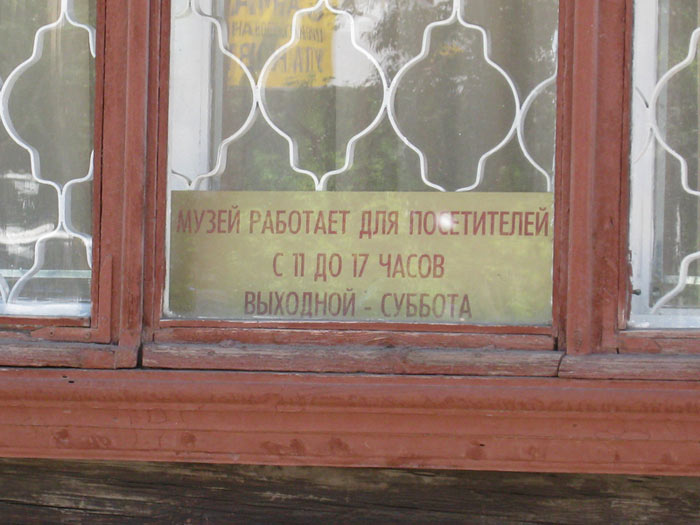 МУЗЕЙ РАБОТАЕТ ДЛЯ ПОСЕТИТЕЛЕЙ
С 11 ДО 17 ЧАСОВ
ВЫХОДНОЙ - СУББОТА